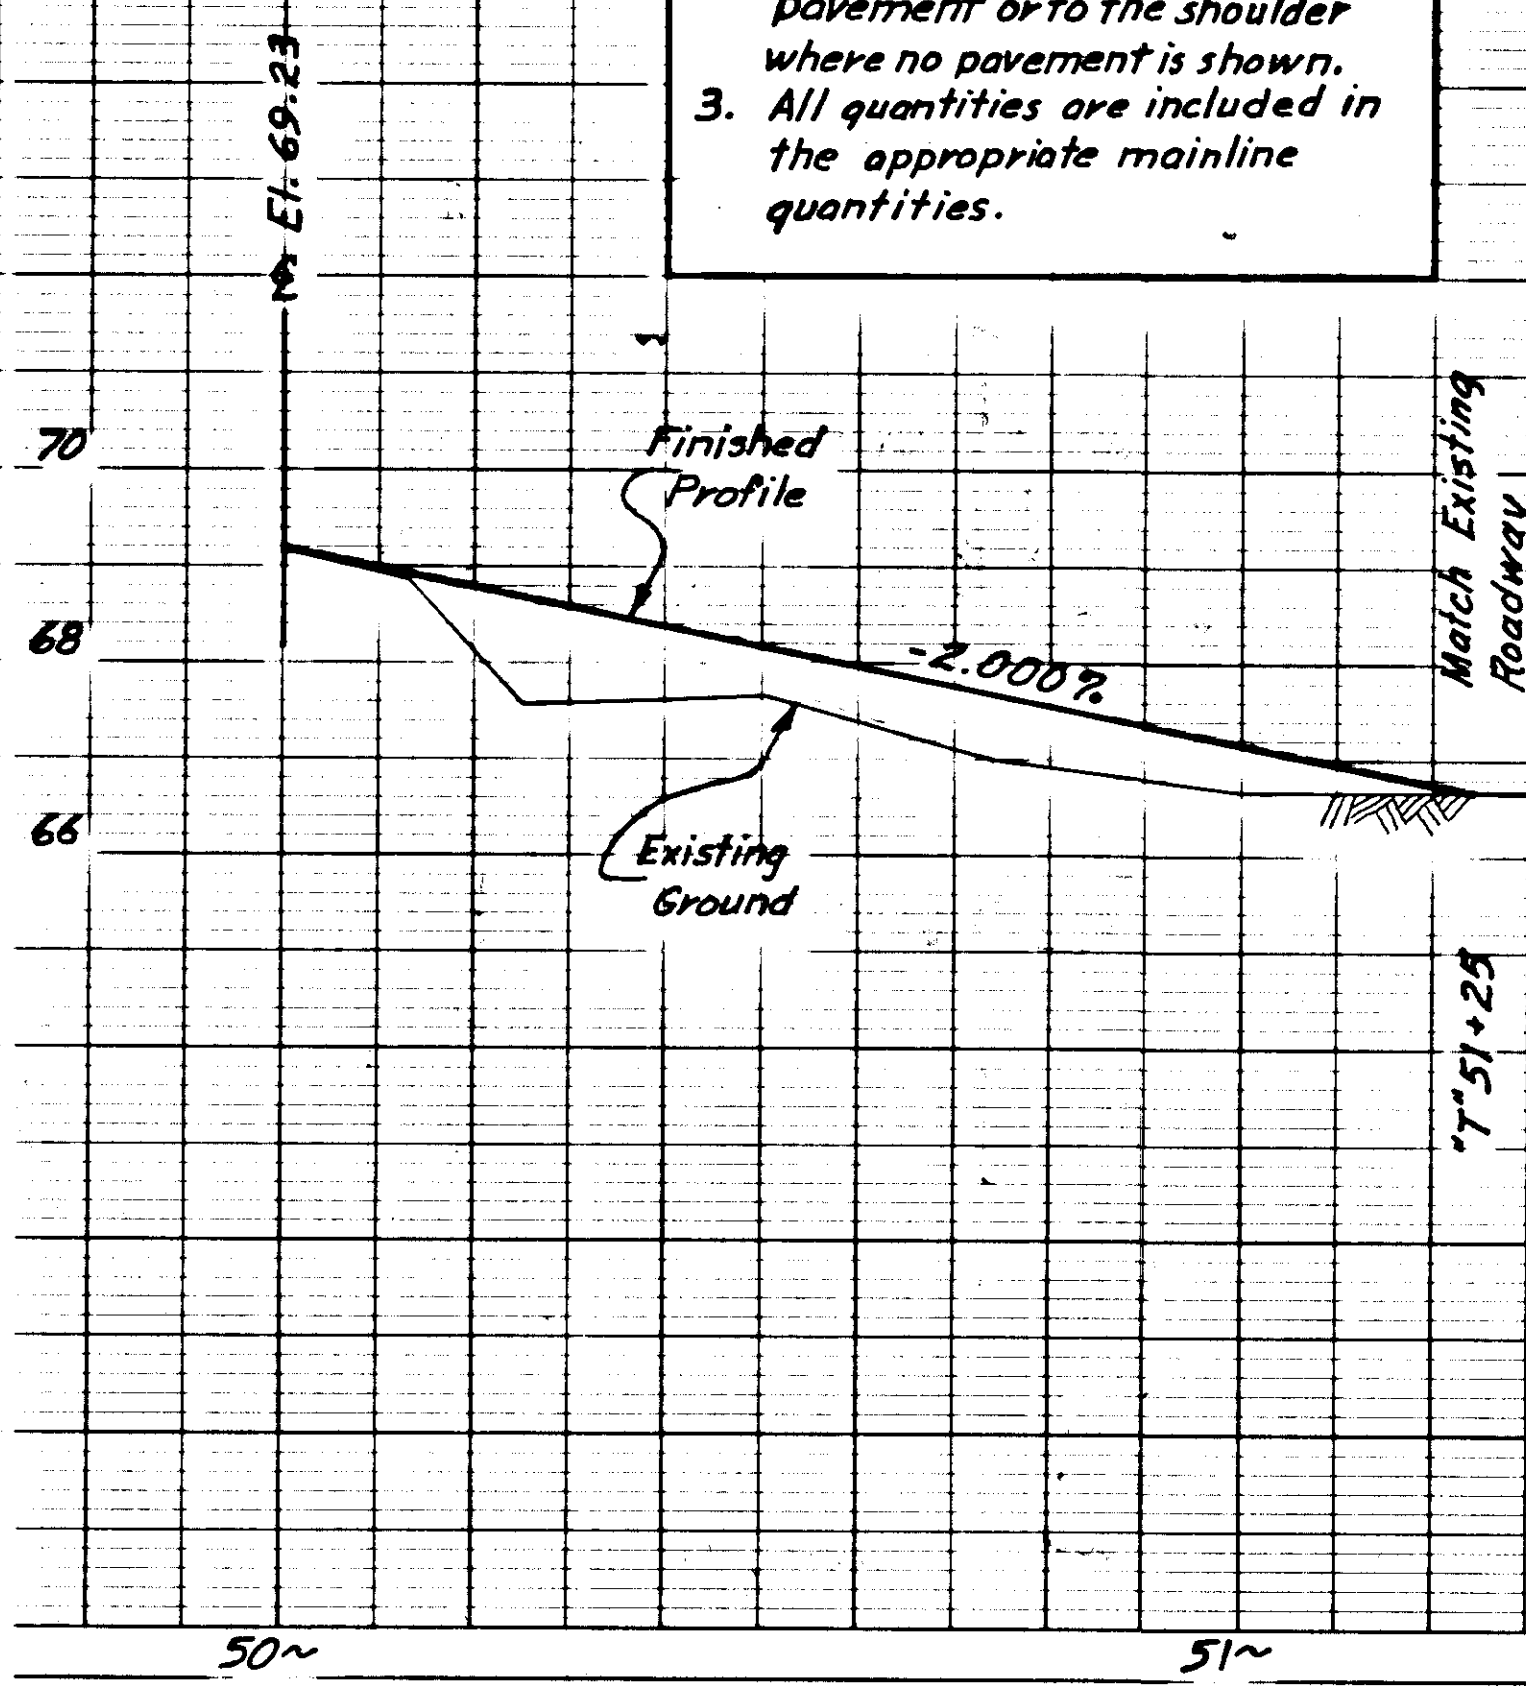 pavement or to the shoulder
where no pavement is shown.
3. All quantities are included in
the appropriate mainline
quantities.
El. 69.23
70
Finished
Profile
Match Existing
Roadway
68
-2.000%
66
Existing
Ground
"T" 51+25
50~
51~